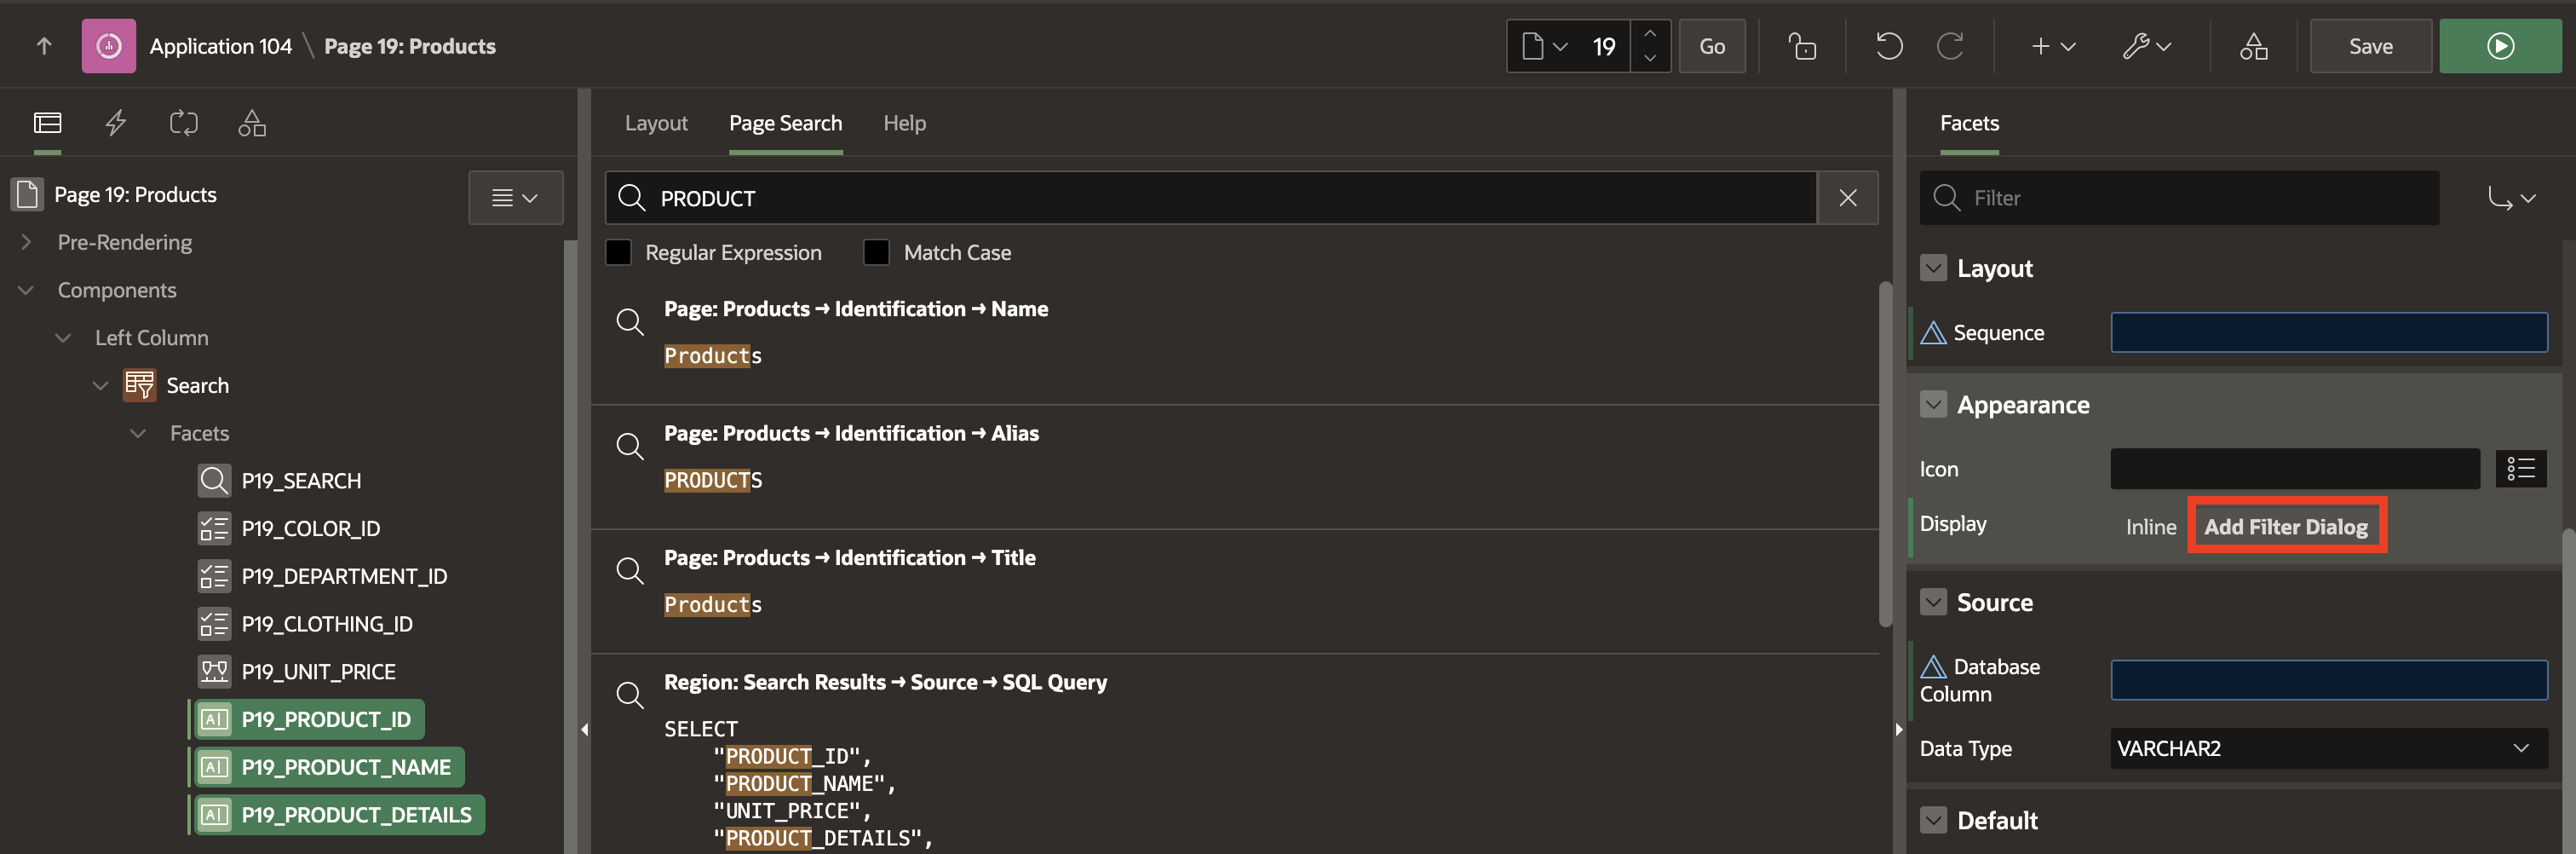 Application 104 \ Page 19: Products
19
Go
Save
Layout
Page Search
Help
Facets
Page 19: Products
Pre-Rendering
Components
Left Column
Search
Facets
P19_SEARCH
P19_COLOR_ID
P19_DEPARTMENT_ID
P19_CLOTHING_ID
P19_UNIT_PRICE
P19_PRODUCT_ID
P19_PRODUCT_NAME
P19_PRODUCT_DETAILS
PRODUCT
Regular Expression
Match Case
Page: Products → Identification → Name
Products
Page: Products → Identification → Alias
PRODUCTS
Page: Products → Identification → Title
Products
Region: Search Results → Source → SQL Query
SELECT
"PRODUCT_ID",
"PRODUCT_NAME",
"UNIT_PRICE",
"PRODUCT_DETAILS",
Filter
Layout
Sequence
Appearance
Icon
Display
Inline
Add Filter Dialog
Source
Database
Column
Data Type
VARCHAR2
Default